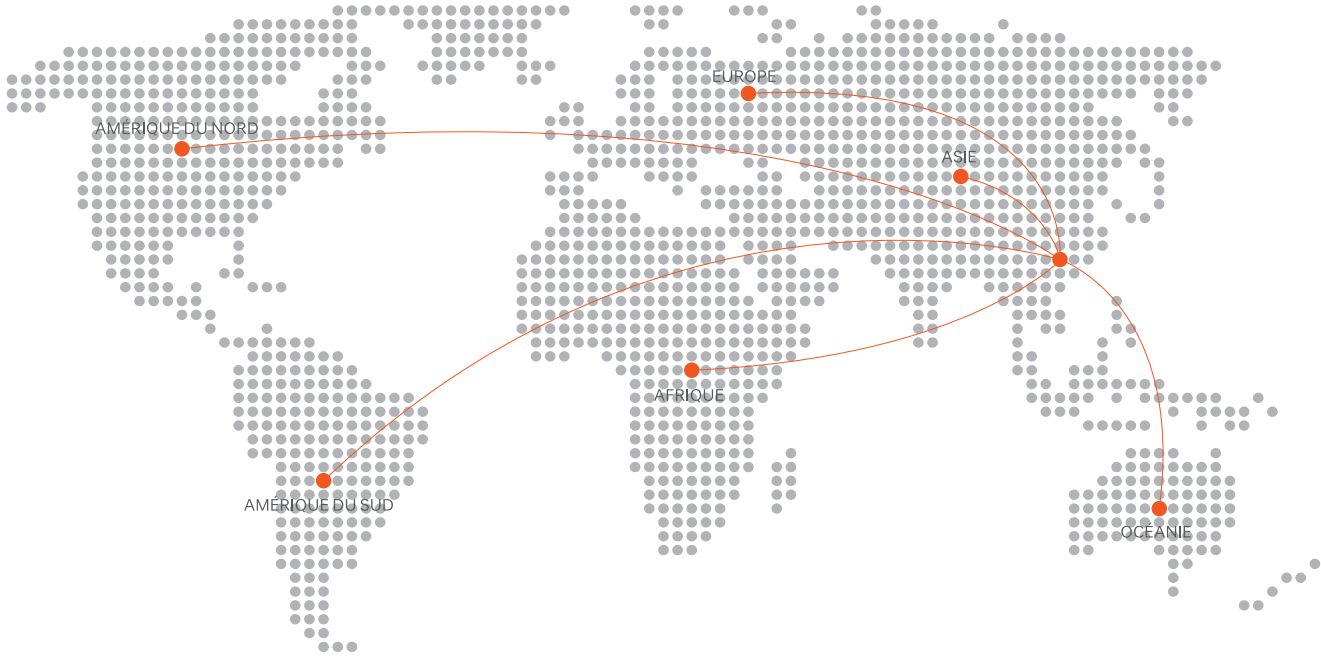 EUROPE
AMÉRIQUE DU NORD
ASIE
AFRIQUE
AMÉRIQUE DU SUD
OCÉANIE